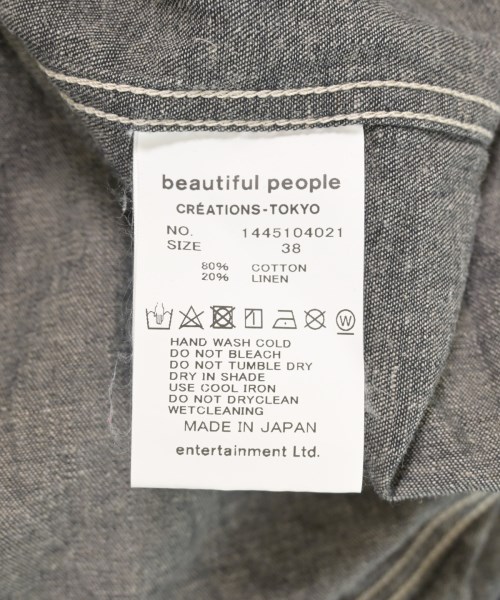 beautiful people
CRÉATIONS-TOKYO
NO. 1445104021
SIZE 38
80% COTTON
20% LINEN
W
HAND WASH COLD
DO NOT BLEACH
DO NOT TUMBLE DRY
DRY IN SHADE
USE COOL IRON
DO NOT DRYCLEAN
WETCLEANING
MADE IN JAPAN
entertainment Ltd.